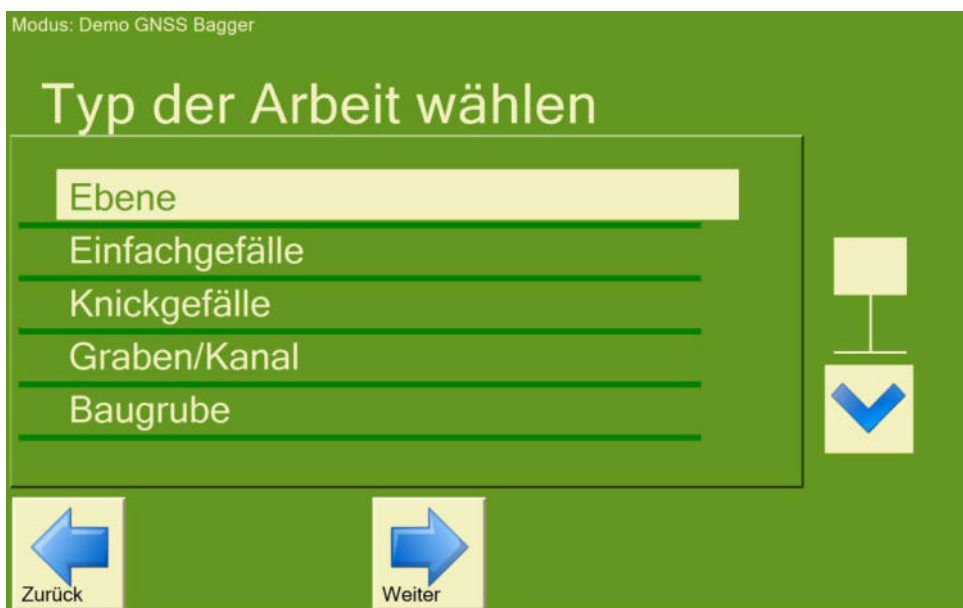 Modus: Demo GNSS Bagger
Typ der Arbeit wählen
Ebene
Einfachgefälle
Knickgefälle
Graben/Kanal
Baugrube
Zurück
Weiter